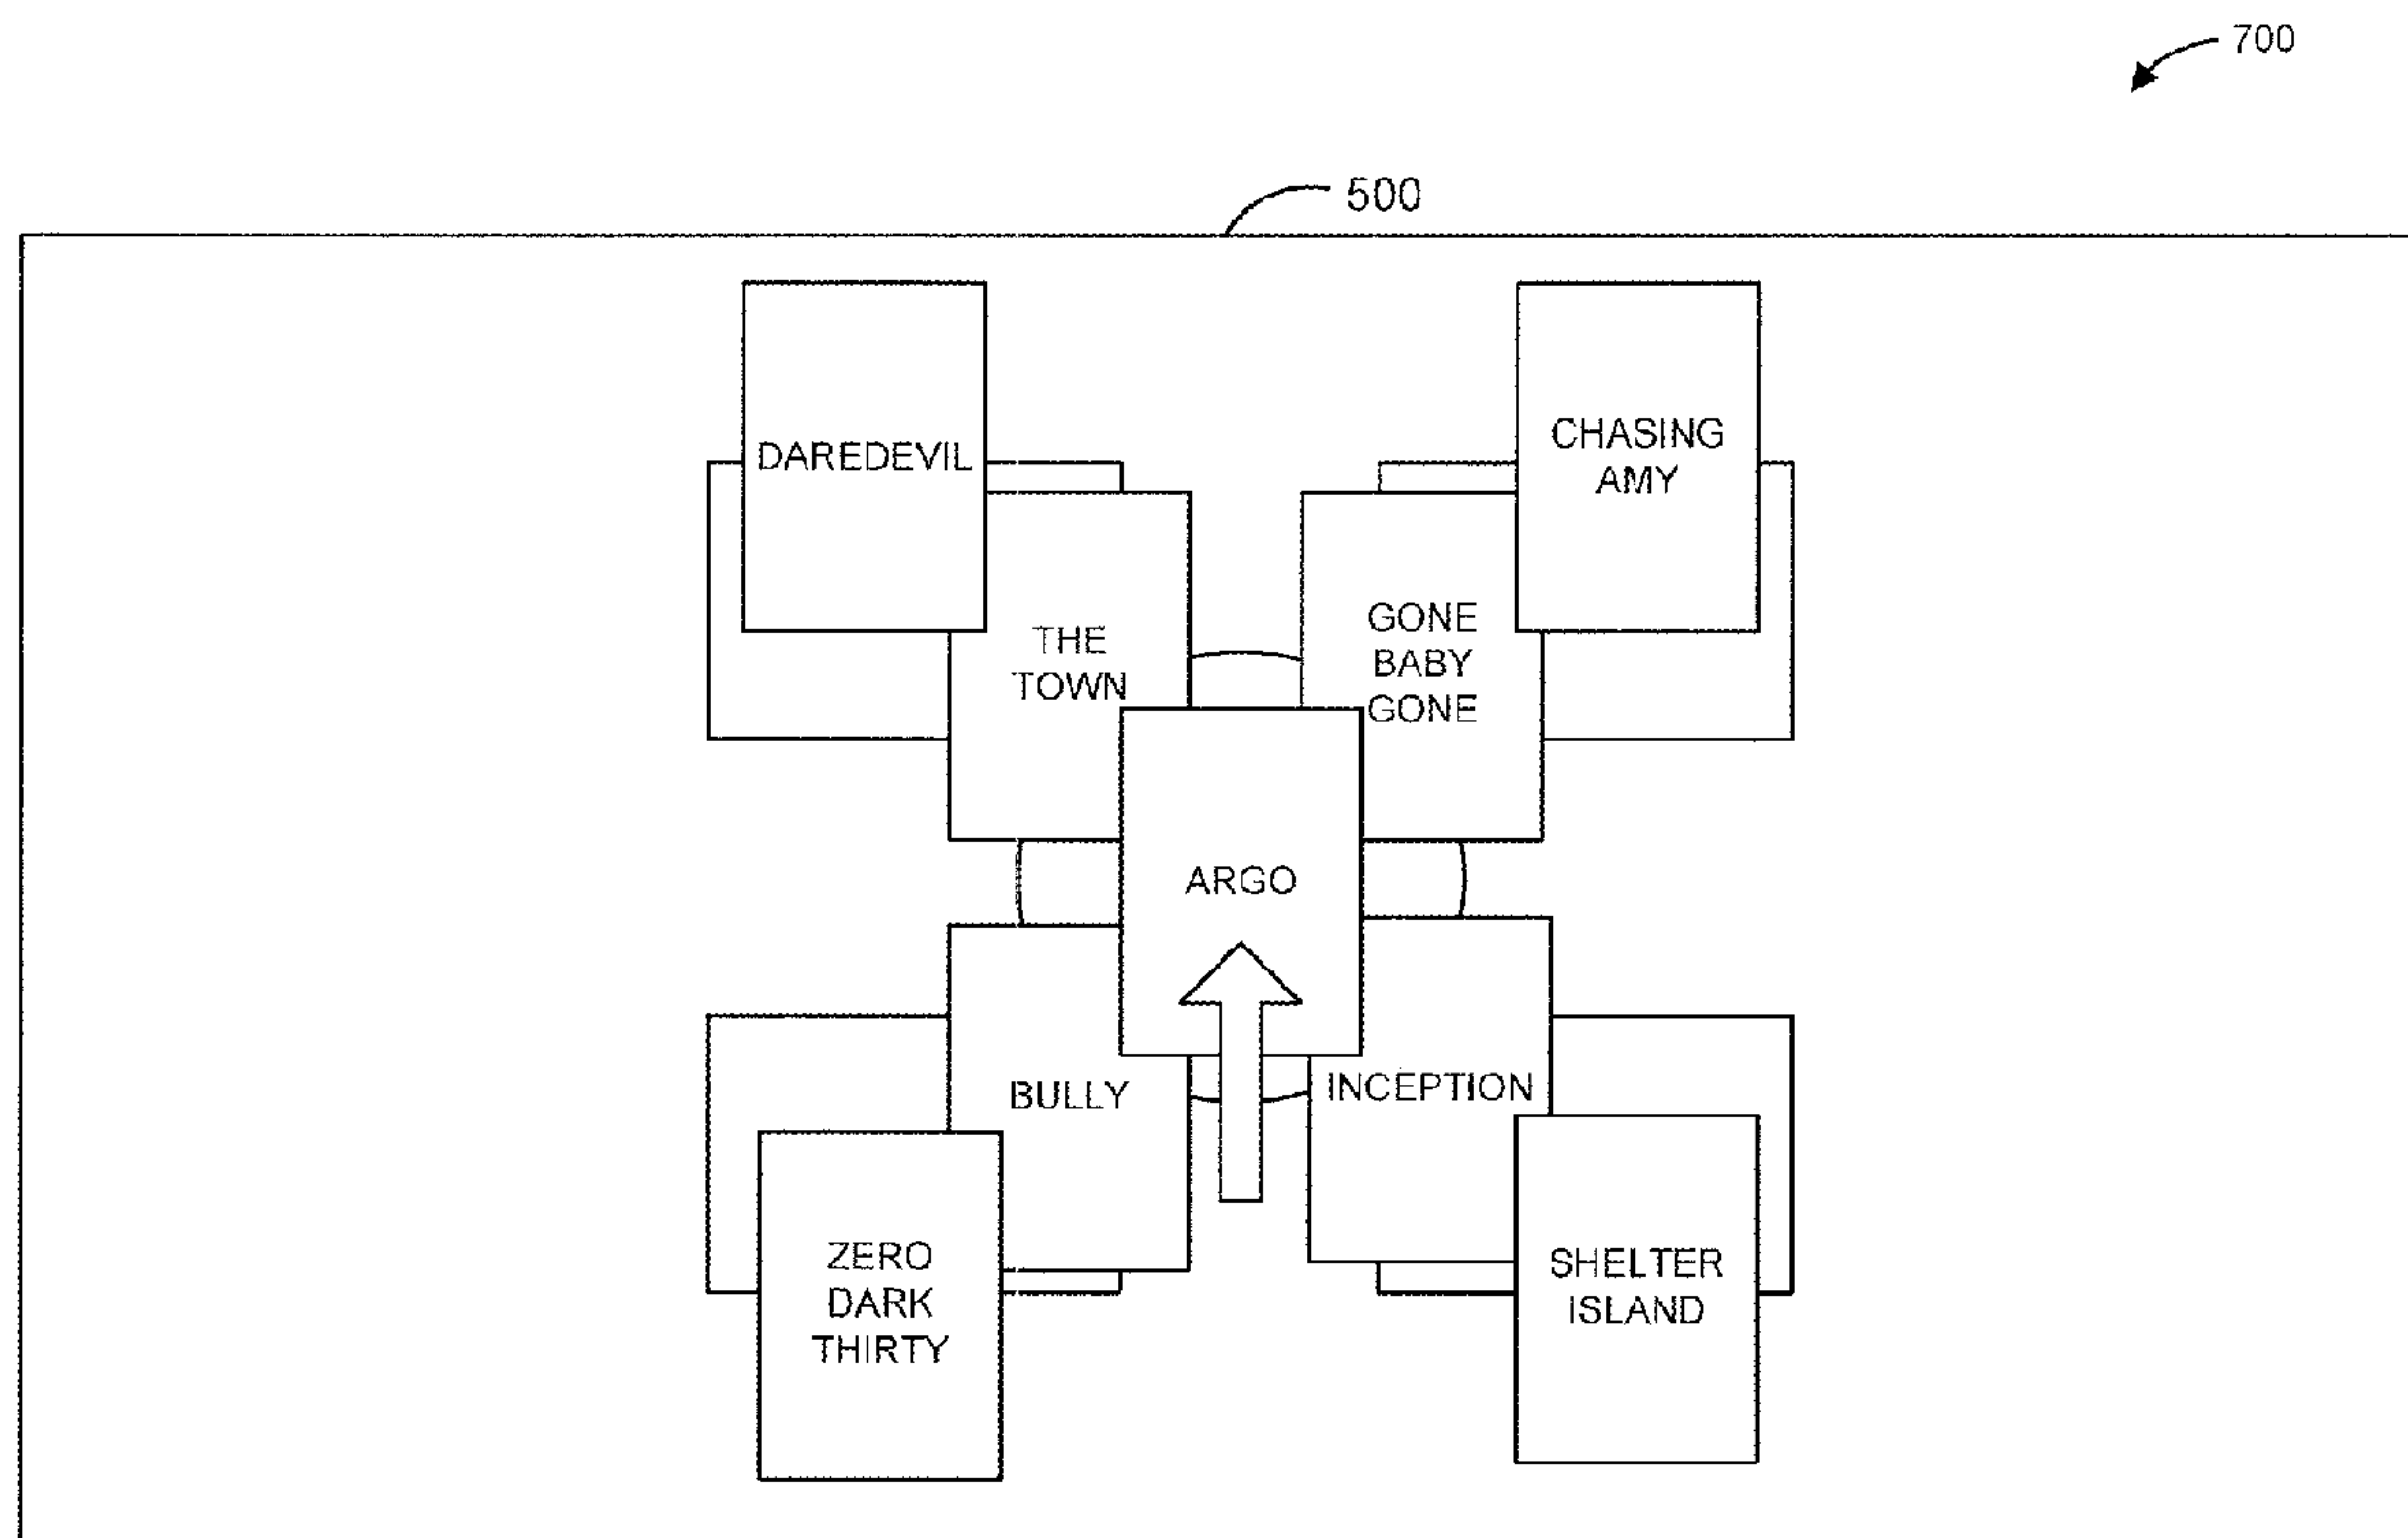 700
500
DAREDEVIL
CHASING
AMY
THE
TOWN
GONE
BABY
GONE
ARGO
BULLY
INCEPTION
ZERO
DARK
THIRTY
SHELTER
ISLAND